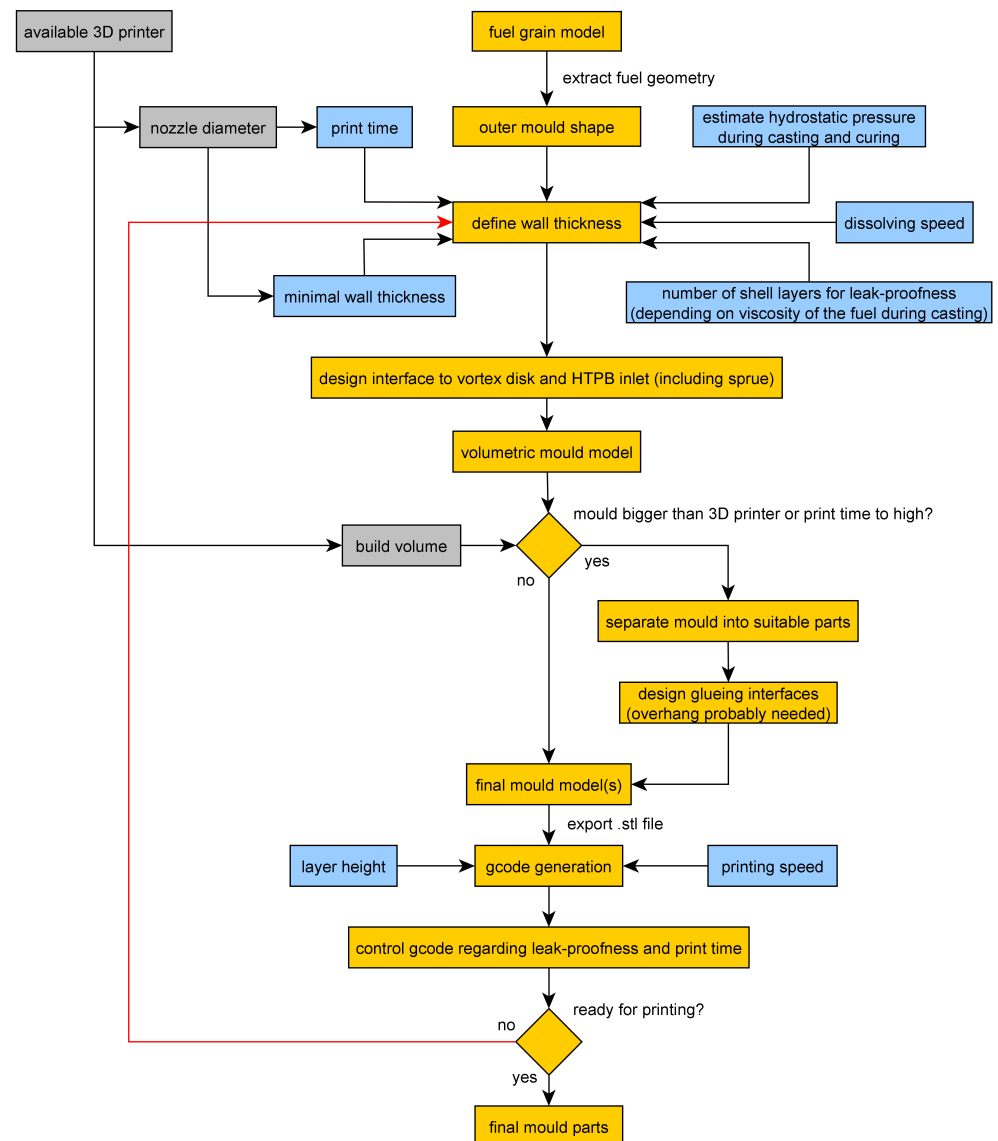 available 3D printer
fuel grain model
extract fuel geometry
nozzle diameter
print time
outer mould shape
estimate hydrostatic pressure
during casting and curing
define wall thickness
dissolving speed
minimal wall thickness
number of shell layers for leak-proofness
(depending on viscosity of the fuel during casting)
design interface to vortex disk and HTPB inlet (including sprue)
volumetric mould model
mould bigger than 3D printer or print time to high?
build volume
yes
no
separate mould into suitable parts
design glueing interfaces
(overhang probably needed)
final mould model(s)
export .stl file
layer height
gcode generation
printing speed
control gcode regarding leak-proofness and print time
ready for printing?
no
yes
final mould parts